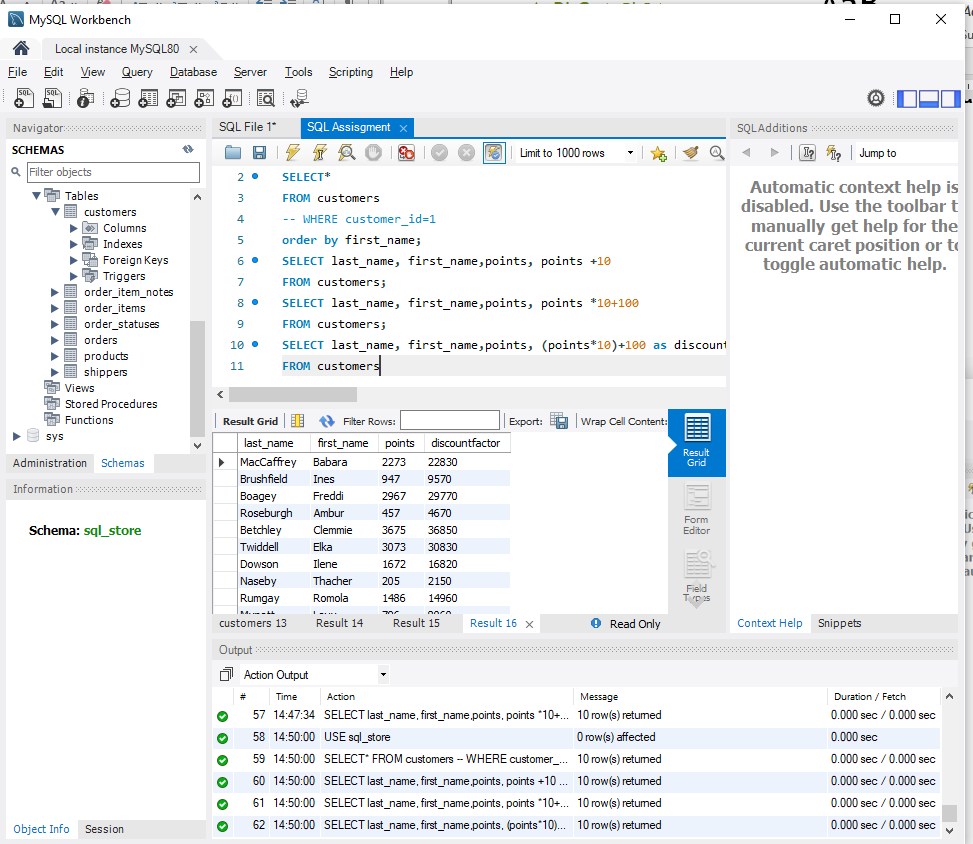 MySQL Workbench
Local instance MySQL80
File Edit View Query Database Server Tools Scripting Help
Navigator
SCHEMAS
Filter objects
Tables
customers
Columns
Indexes
Foreign Keys
Triggers
order_item_notes
order_items
order_statuses
orders
products
shippers
Views
Stored Procedures
Functions
sys
Administration Schemas
Information
Schema: sql_store
Object Info Session
SQL File 1* SQL Assisgment
Limit to 1000 rows
2 SELECT*
3 FROM customers
4 -- WHERE customer_id=1
5 order by first_name;
6 SELECT last_name, first_name,points, points +10
7 FROM customers;
8 SELECT last_name, first_name,points, points *10+100
9 FROM customers;
10 SELECT last_name, first_name,points, (points*10)+100 as discount
11 FROM customers
Result Grid Filter Rows: Export: Wrap Cell Content:
last_name first_name points discountfactor
MacCaffrey Babara 2273 22830
Brushfield Ines 947 9570
Boagey Freddi 2967 29770
Roseburgh Ambur 457 4670
Betchley Clemmie 3675 36850
Twiddell Elka 3073 30830
Dowson Ilene 1672 16820
Naseby Thacher 205 2150
Rumgay Romola 1486 14960
Result Grid
Form Editor
Field Types
customers 13 Result 14 Result 15 Result 16 Read Only
SQLAdditions
Jump to
Automatic context help is
disabled. Use the toolbar t
manually get help for the
current caret position or to
toggle automatic help.
Context Help Snippets
Output
Action Output
# Time Action Message Duration / Fetch
57 14:47:34 SELECT last_name, first_name,points, points *10+... 10 row(s) returned 0.000 sec / 0.000 sec
58 14:50:00 USE sql_store 0 row(s) affected 0.000 sec
59 14:50:00 SELECT* FROM customers -- WHERE customer_... 10 row(s) returned 0.000 sec / 0.000 sec
60 14:50:00 SELECT last_name, first_name,points, points +10 ... 10 row(s) returned 0.000 sec / 0.000 sec
61 14:50:00 SELECT last_name, first_name,points, points *10+... 10 row(s) returned 0.000 sec / 0.000 sec
62 14:50:00 SELECT last_name, first_name,points, (points*10)... 10 row(s) returned 0.000 sec / 0.000 sec